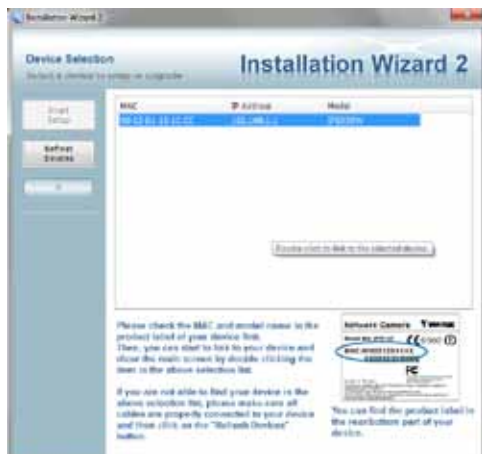 Installation Wizard 2
Device Selection
Installation Wizard 2
Select a device to setup or upgrade
Refresh
Devices
MAC
IP Address
Model
Double click to link to the selected device.
Please check the MAC and model name in the
product label of your device first.
Then, you can start to link to your device and
show the main screen by double clicking the
item in the above selection list.
If you are not able to find your device in the
above selection list, please make sure all
cables are properly connected to your device
and then click on the "Refresh Devices"
button.
Network Camera
You can find the product label in
the rear/bottom part of your
device.